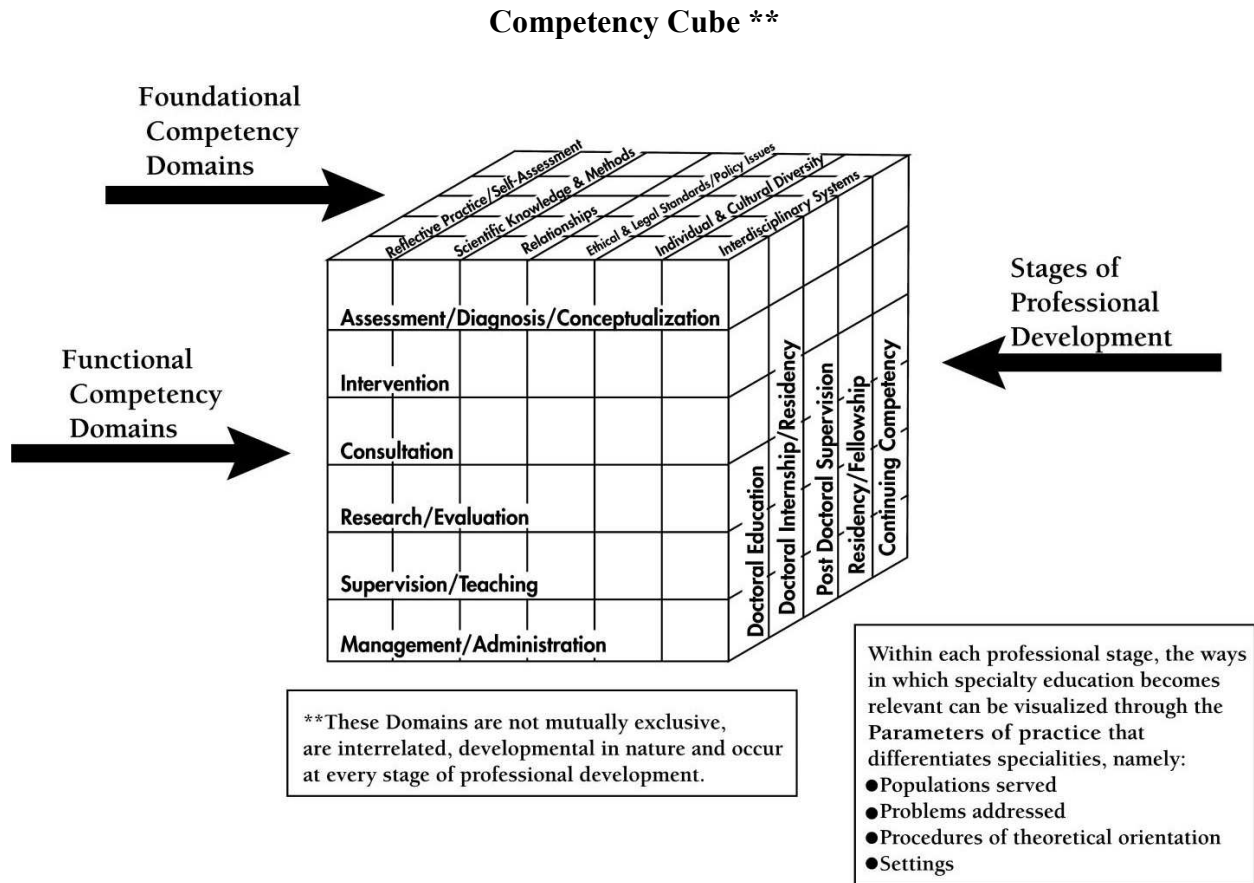 Competency Cube **
Foundational
Competency
Domains
Reflective Practice/Self-Assessment
Scientific Knowledge & Methods
Relationships
Ethical & Legal Standards/Policy Issues
Individual & Cultural Diversity
Interdisciplinary Systems
Stages of
Professional
Development
Functional
Competency
Domains
Assessment/Diagnosis/Conceptualization
Intervention
Consultation
Research/Evaluation
Supervision/Teaching
Management/Administration
Doctoral Education
Doctoral Internship/Residency
Post Doctoral Supervision
Residency/Fellowship
Continuing Competency
**These Domains are not mutually exclusive,
are interrelated, developmental in nature and occur
at every stage of professional development.
Within each professional stage, the ways
in which specialty education becomes
relevant can be visualized through the
Parameters of practice that
differentiates specialities, namely:
●Populations served
●Problems addressed
●Procedures of theoretical orientation
●Settings